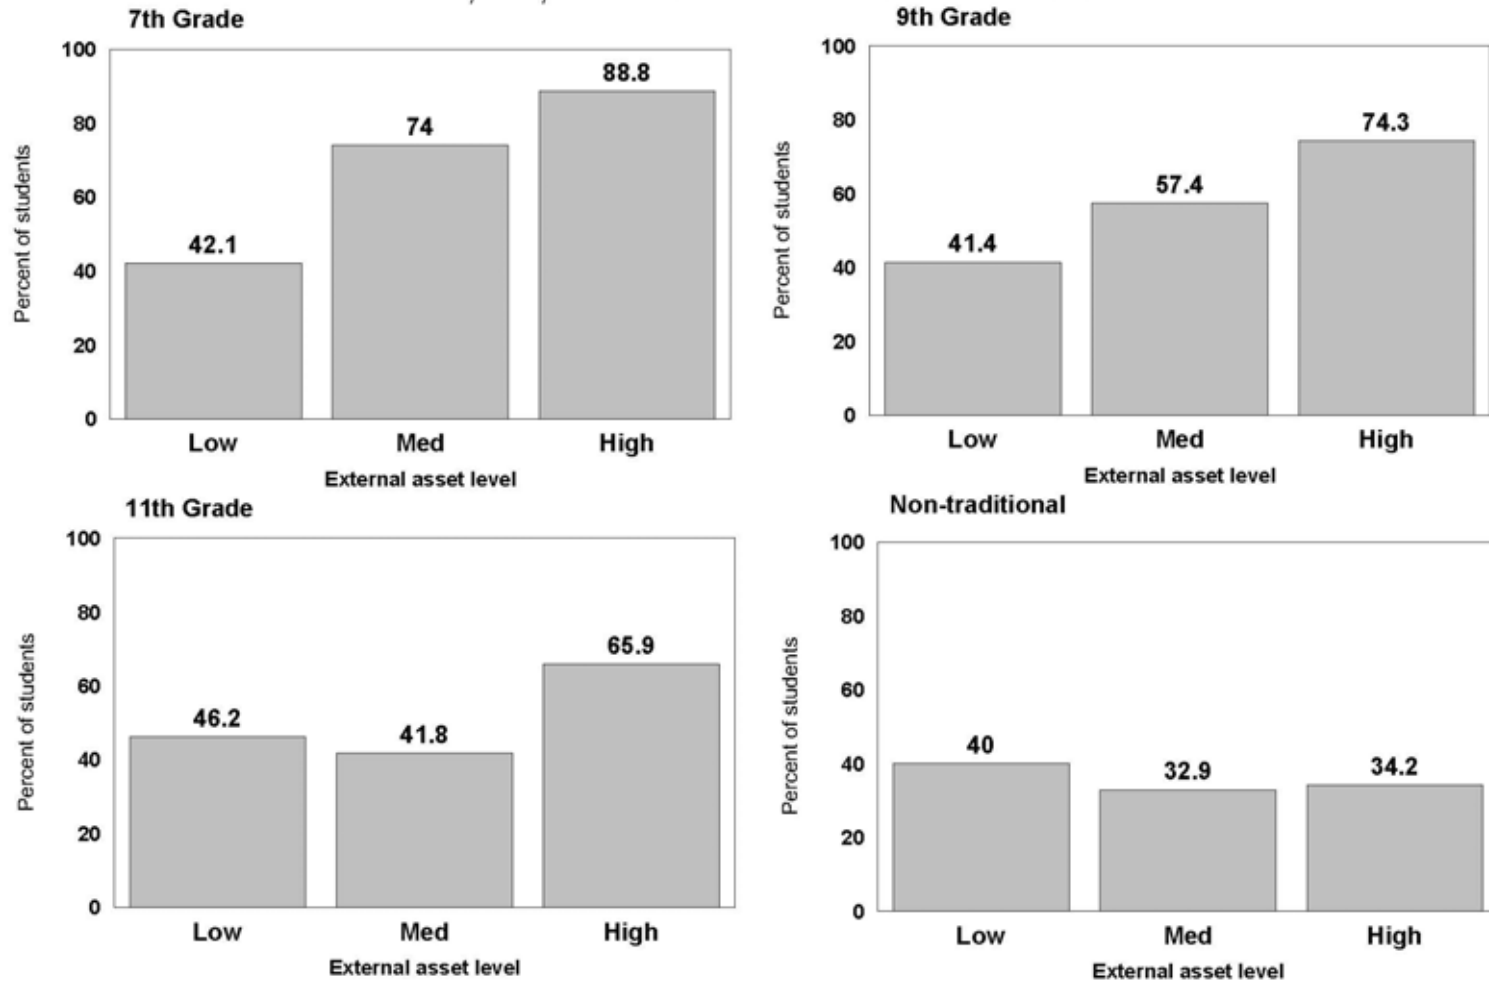 7th Grade
100
80
60
40
20
0
Percent of students
42.1
74
88.8
Low Med High
External asset level
9th Grade
100
80
60
40
20
0
Percent of students
41.4
57.4
74.3
Low Med High
External asset level
11th Grade
100
80
60
40
20
0
Percent of students
46.2
41.8
65.9
Low Med High
External asset level
Non-traditional
100
80
60
40
20
0
Percent of students
40
32.9
34.2
Low Med High
External asset level